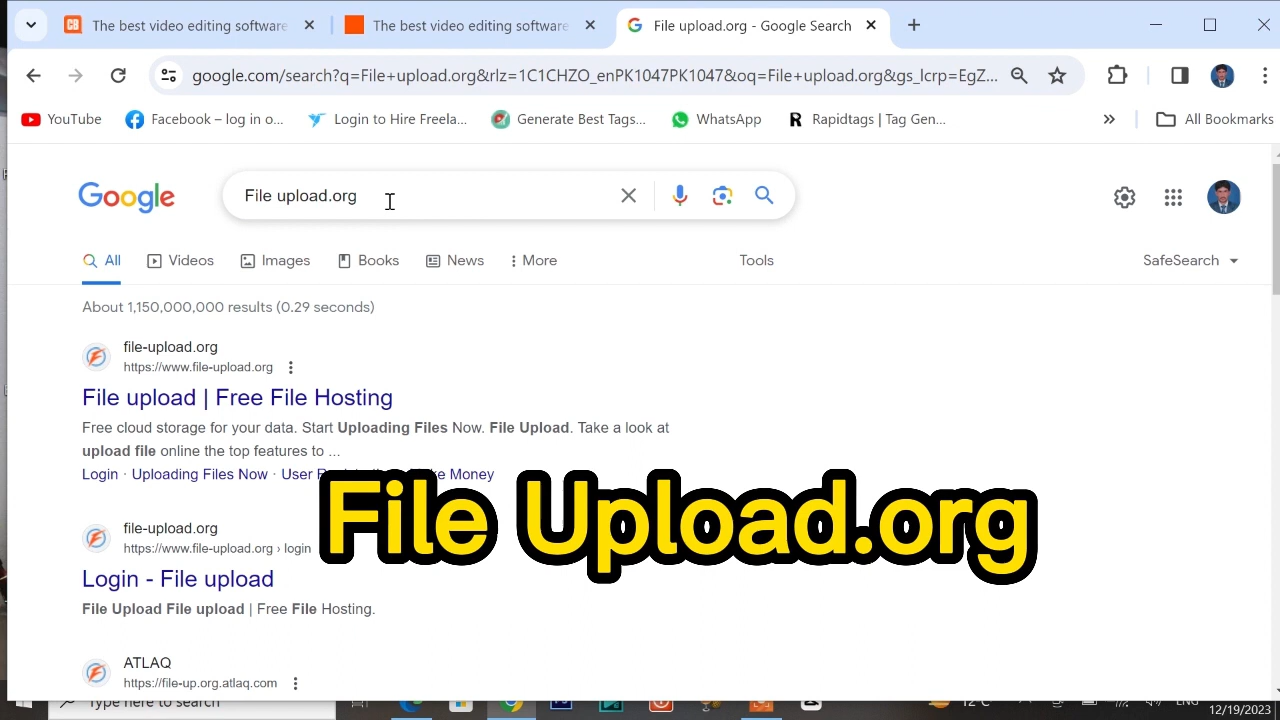 The best video editing software
The best video editing software
File upload.org - Google Search
google.com/search?q=File+upload.org&rlz=1C1CHZO_enPK1047PK1047&oq=File+upload.org&gs_lcrp=EgZ...
YouTube
Facebook – log in o...
Login to Hire Freela...
Generate Best Tags...
WhatsApp
R Rapidtags | Tag Gen...
All Bookmarks
Google
File upload.org
All
Videos
Images
Books
News
More
Tools
SafeSearch
About 1,150,000,000 results (0.29 seconds)
file-upload.org
https://www.file-upload.org
File upload | Free File Hosting
Free cloud storage for your data. Start Uploading Files Now. File Upload. Take a look at
upload file online the top features to ...
Login · Uploading Files Now · User Money
File Upload.org
file-upload.org
https://www.file-upload.org › login
Login - File upload
File Upload File upload | Free File Hosting.
ATLAQ
https://file-up.org.atlaq.com
Type here to search
12°C
12/19/2023